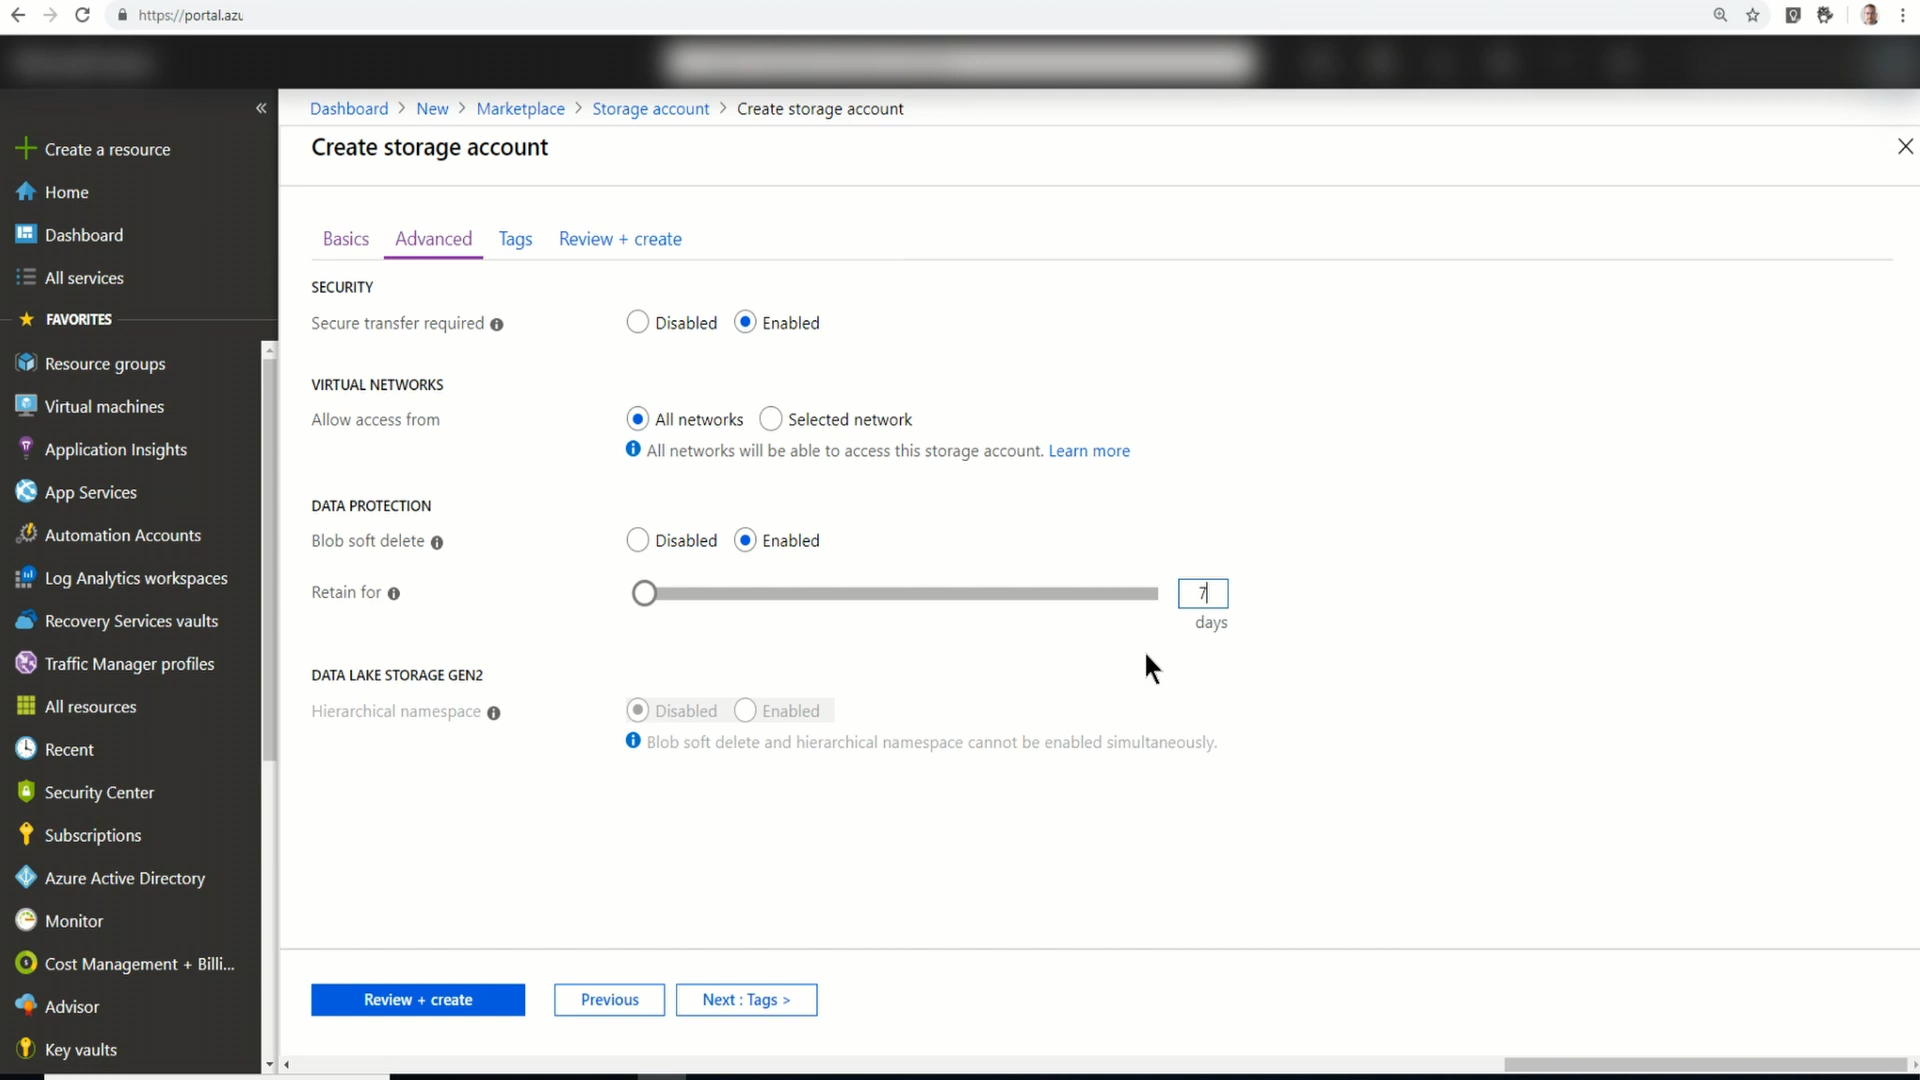 https://portal.azu
Dashboard > New > Marketplace > Storage account > Create storage account
Create storage account
Create a resource
Home
Dashboard
All services
FAVORITES
Resource groups
Virtual machines
Application Insights
App Services
Automation Accounts
Log Analytics workspaces
Recovery Services vaults
Traffic Manager profiles
All resources
Recent
Security Center
Subscriptions
Azure Active Directory
Monitor
Cost Management + Billi...
Advisor
Key vaults
Basics Advanced Tags Review + create
SECURITY
Secure transfer required Disabled Enabled
VIRTUAL NETWORKS
Allow access from All networks Selected network
All networks will be able to access this storage account. Learn more
DATA PROTECTION
Blob soft delete Disabled Enabled
Retain for 7
days
DATA LAKE STORAGE GEN2
Hierarchical namespace Disabled Enabled
Blob soft delete and hierarchical namespace cannot be enabled simultaneously.
Review + create Previous Next : Tags >